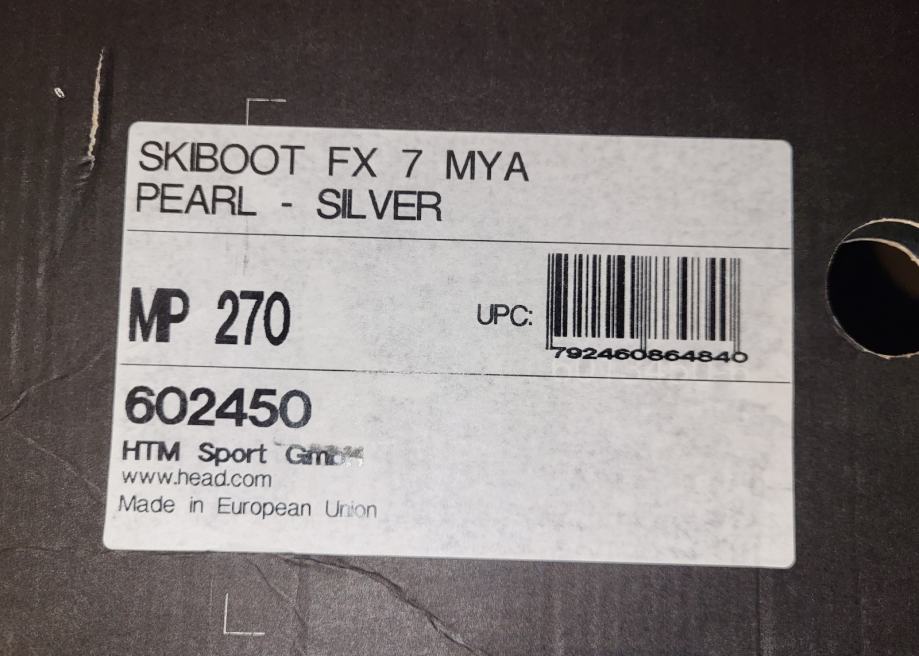 SKIBOOT FX 7 MYA
PEARL - SILVER
MP 270
UPC:
792460864840
602450
HTM Sport GmbH
www.head.com
Made in European Union